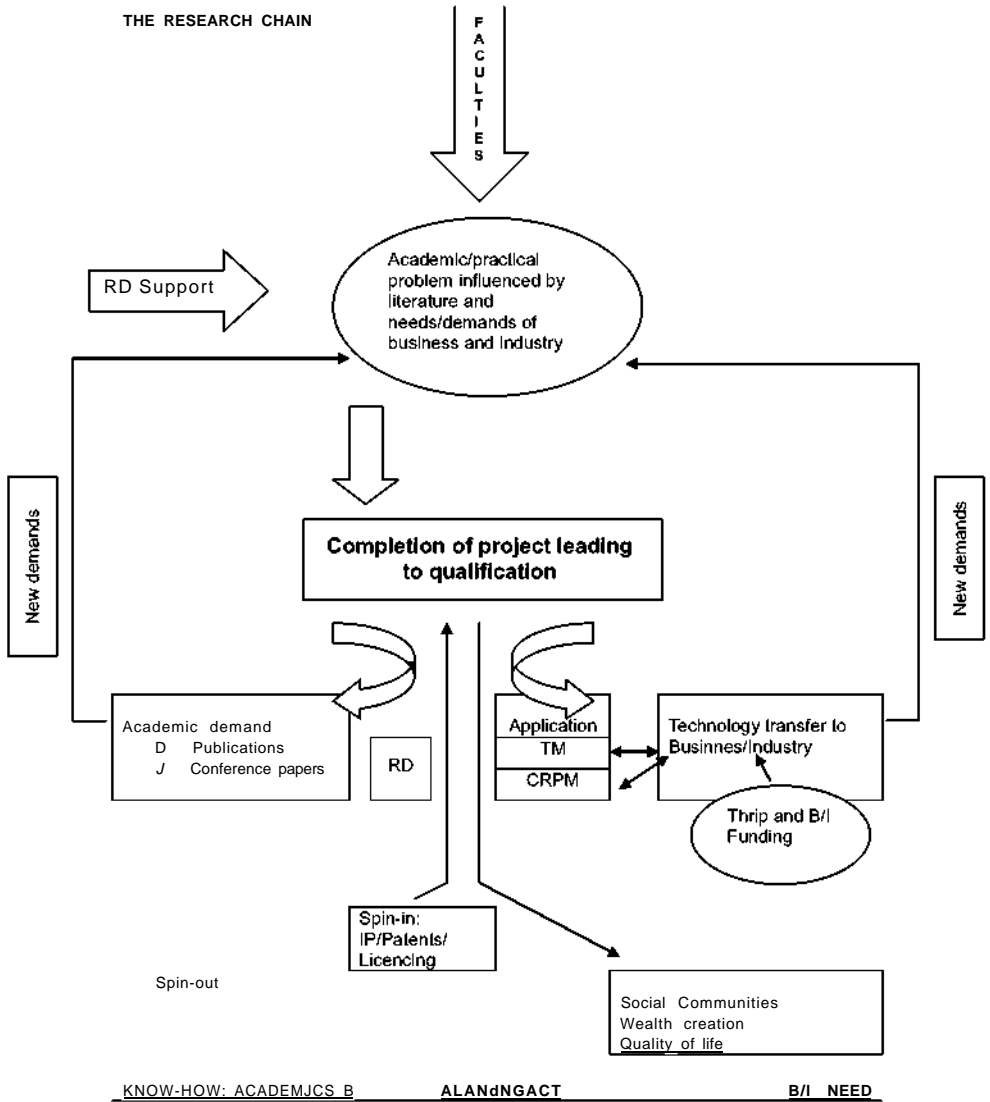 THE RESEARCH CHAIN
FACULTIES
Academic/practical
problem influenced by
literature and
needs/demands of
business and Industry
RD Support
New demands
New demands
Completion of project leading
to qualification
Academic demand
D Publications
J Conference papers
RD
Application
TM
CRPM
Technology transfer to
Businnes/Industry
Thrip and B/I
Funding
Spin-in:
IP/Patents/
Licencing
Spin-out
Social Communities
Wealth creation
Quality of life
KNOW-HOW: ACADEMJCS B ALANdNGACT B/I NEED